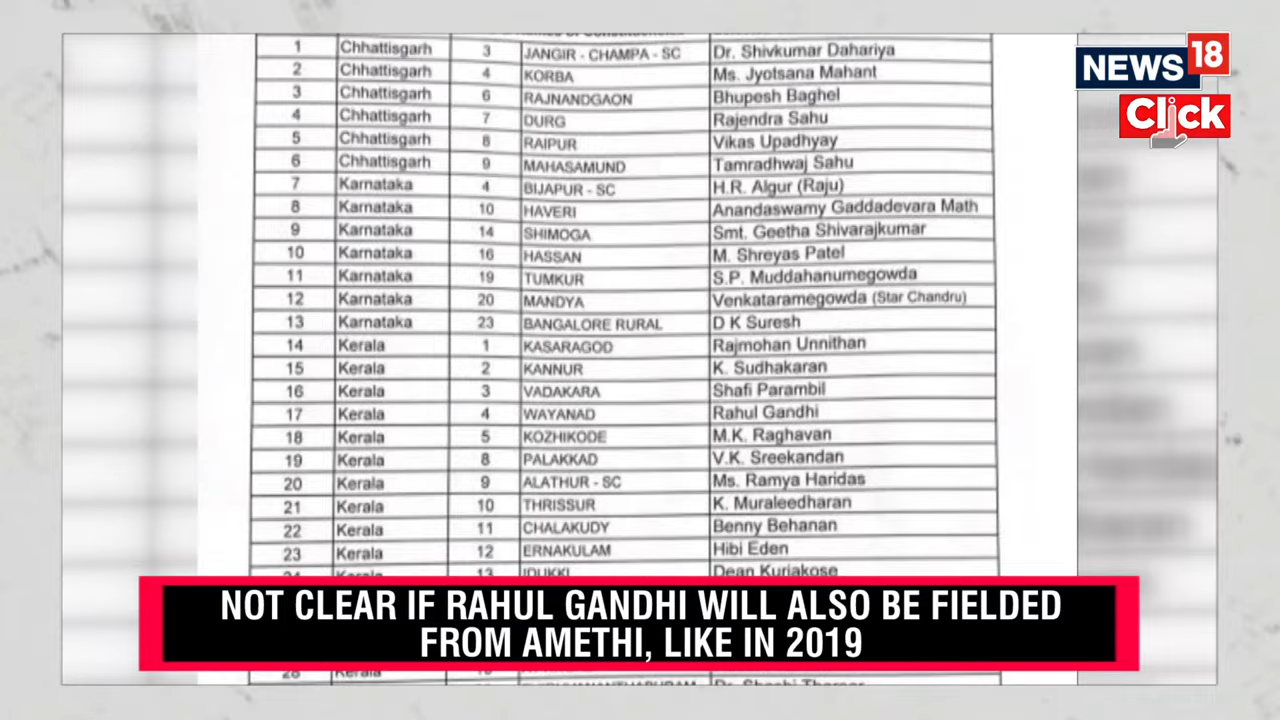 1 Chhattisgarh 3 JANGIR - CHAMPA - SC Dr. Shivkumar Dahariya
2 Chhattisgarh 4 KORBA Ms. Jyotsana Mahant
3 Chhattisgarh 6 RAJNANDGAON Bhupesh Baghel
4 Chhattisgarh 7 DURG Rajendra Sahu
5 Chhattisgarh 8 RAIPUR Vikas Upadhyay
6 Chhattisgarh 9 MAHASAMUND Tamradhwaj Sahu
7 Karnataka 4 BIJAPUR - SC H.R. Algur (Raju)
8 Karnataka 10 HAVERI Anandaswamy Gaddadevara Math
9 Karnataka 14 SHIMOGA Smt. Geetha Shivarajkumar
10 Karnataka 16 HASSAN M. Shreyas Patel
11 Karnataka 19 TUMKUR S.P. Muddahanumegowda
12 Karnataka 20 MANDYA Venkataramegowda (Star Chandru)
13 Karnataka 23 BANGALORE RURAL D K Suresh
14 Kerala 1 KASARAGOD Rajmohan Unnithan
15 Kerala 2 KANNUR K. Sudhakaran
16 Kerala 3 VADAKARA Shafi Parambil
17 Kerala 4 WAYANAD Rahul Gandhi
18 Kerala 5 KOZHIKODE M.K. Raghavan
19 Kerala 8 PALAKKAD V.K. Sreekandan
20 Kerala 9 ALATHUR - SC Ms. Ramya Haridas
21 Kerala 10 THRISSUR K. Muraleedharan
22 Kerala 11 CHALAKUDY Benny Behanan
23 Kerala 12 ERNAKULAM Hibi Eden
Kerala 13 IDUKKI Dean Kuriakose
NEWS 18
Click
NOT CLEAR IF RAHUL GANDHI WILL ALSO BE FIELDED
FROM AMETHI, LIKE IN 2019
Kerala